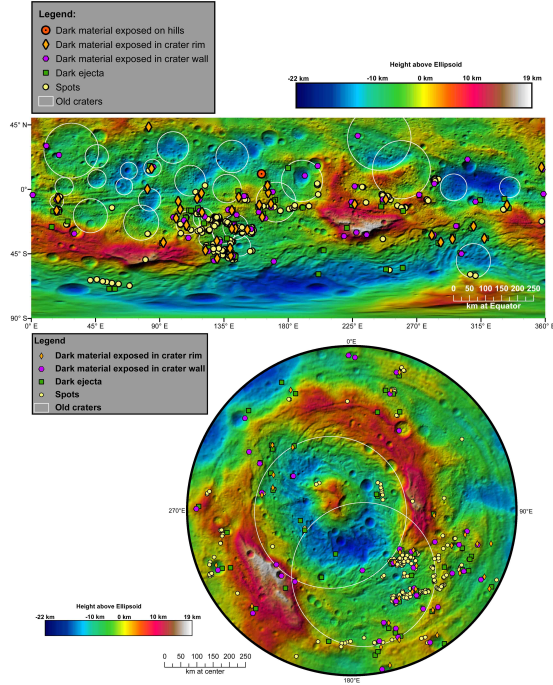 Legend:
Dark material exposed on hills
Dark material exposed in crater rim
Dark material exposed in crater wall
Dark ejecta
Spots
Old craters
Height above Ellipsoid
-22 km -10 km 0 km 10 km 19 km
45° N
0°
45° S
90° S
0 50 100 150 200 250
km at Equator
0° E 45° E 90° E 135° E 180° E 225° E 270° E 315° E 360° E
Legend
Dark material exposed in crater rim
Dark material exposed in crater wall
Dark ejecta
Spots
Old craters
0°E
270°E
90°E
180°E
Height above Ellipsoid
-22 km -10 km 0 km 10 km 19 km
0 50 100 150 200 250
km at center